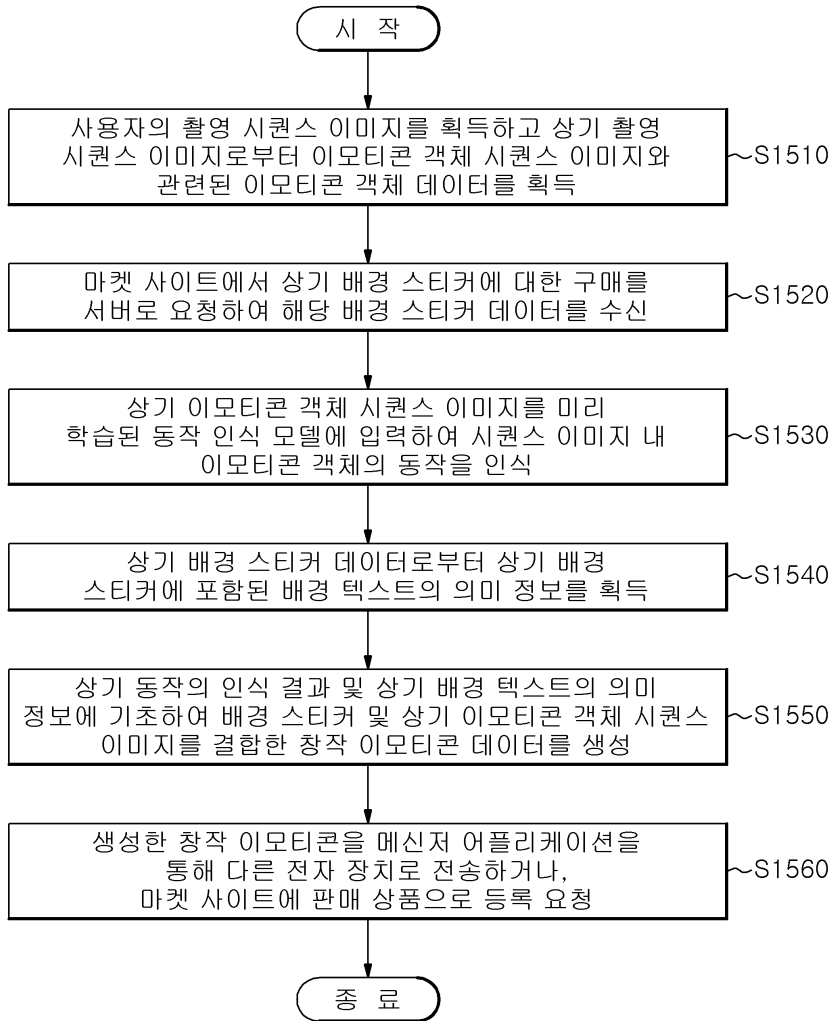 시 작
사용자의 촬영 시퀀스 이미지를 획득하고 상기 촬영
시퀀스 이미지로부터 이모티콘 객체 시퀀스 이미지와
관련된 이모티콘 객체 데이터를 획득
S1510
마켓 사이트에서 상기 배경 스티커에 대한 구매를
서버로 요청하여 해당 배경 스티커 데이터를 수신
S1520
상기 이모티콘 객체 시퀀스 이미지를 미리
학습된 동작 인식 모델에 입력하여 시퀀스 이미지 내
이모티콘 객체의 동작을 인식
S1530
상기 배경 스티커 데이터로부터 상기 배경
스티커에 포함된 배경 텍스트의 의미 정보를 획득
S1540
상기 동작의 인식 결과 및 상기 배경 텍스트의 의미
정보에 기초하여 배경 스티커 및 상기 이모티콘 객체 시퀀스
이미지를 결합한 창작 이모티콘 데이터를 생성
S1550
생성한 창작 이모티콘을 메신저 어플리케이션을
통해 다른 전자 장치로 전송하거나,
마켓 사이트에 판매 상품으로 등록 요청
S1560
종 료